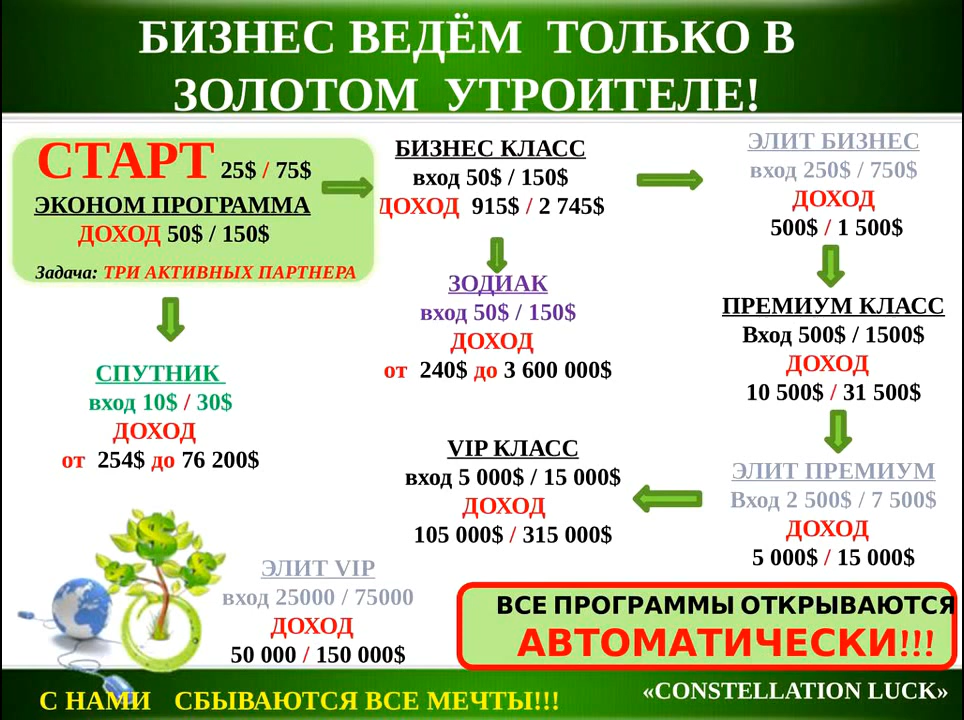 БИЗНЕС ВЕДЁМ ТОЛЬКО В
ЗОЛОТОМ УТРОИТЕЛЕ!
СТАРТ 25$ / 75$
ЭКОНОМ ПРОГРАММА
ДОХОД 50$ / 150$
Задача: ТРИ АКТИВНЫХ ПАРТНЕРА
БИЗНЕС КЛАСС
вход 50$ / 150$
ДОХОД 915$ / 2 745$
ЭЛИТ БИЗНЕС
вход 250$ / 750$
ДОХОД
500$ / 1 500$
ЗОДИАК
вход 50$ / 150$
ДОХОД
от 240$ до 3 600 000$
ПРЕМИУМ КЛАСС
Вход 500$ / 1500$
ДОХОД
10 500$ / 31 500$
СПУТНИК
вход 10$ / 30$
ДОХОД
от 254$ до 76 200$
VIP КЛАСС
вход 5 000$ / 15 000$
ДОХОД
105 000$ / 315 000$
ЭЛИТ ПРЕМИУМ
Вход 2 500$ / 7 500$
ДОХОД
5 000$ / 15 000$
ЭЛИТ VIP
вход 25000 / 75000
ДОХОД
50 000 / 150 000$
ВСЕ ПРОГРАММЫ ОТКРЫВАЮТСЯ
АВТОМАТИЧЕСКИ!!!
С НАМИ СБЫВАЮТСЯ ВСЕ МЕЧТЫ!!!
«CONSTELLATION LUCK»